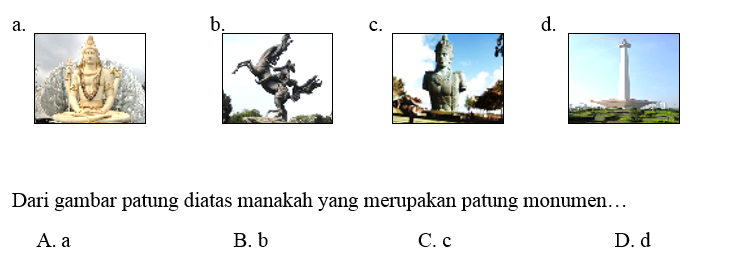 a. b. c. d.
Dari gambar patung diatas manakah yang merupakan patung monumen…
A. a B. b C. c D. d